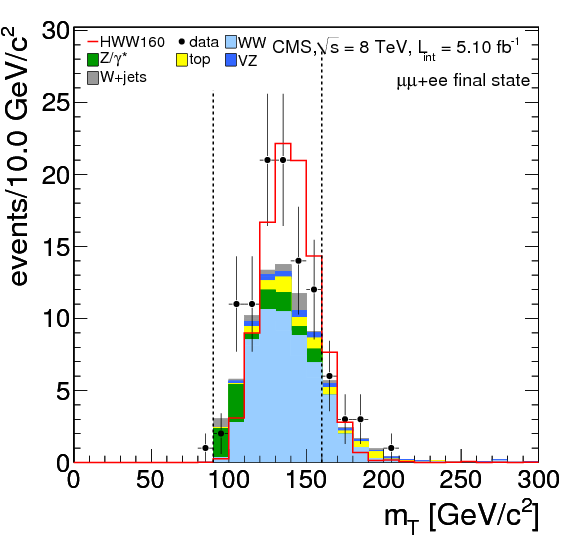 HWW160 data WW CMS, √s = 8 TeV, L_int = 5.10 fb⁻¹
Z/γ* top VZ
W+jets
μμ+ee final state
events/10.0 GeV/c²
30
25
20
15
10
5
0
0 50 100 150 200 250 300
m_T [GeV/c²]